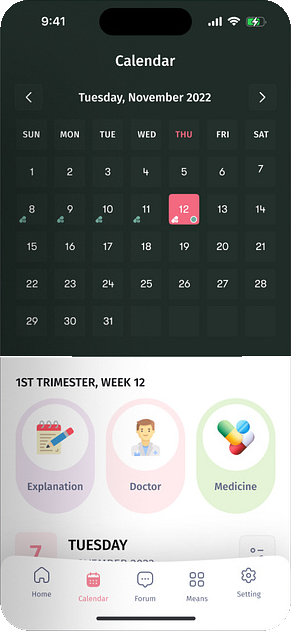 9:41
Calendar
Tuesday, November 2022
SUN MON TUE WED THU FRI SAT
1 2 3 4 5 6 7
8 9 10 11 12 13 14
15 16 17 18 19 20 21
22 23 24 25 26 27 28
29 30 31
1ST TRIMESTER, WEEK 12
Explanation Doctor Medicine
7 TUESDAY
Home Calendar Forum Means Setting